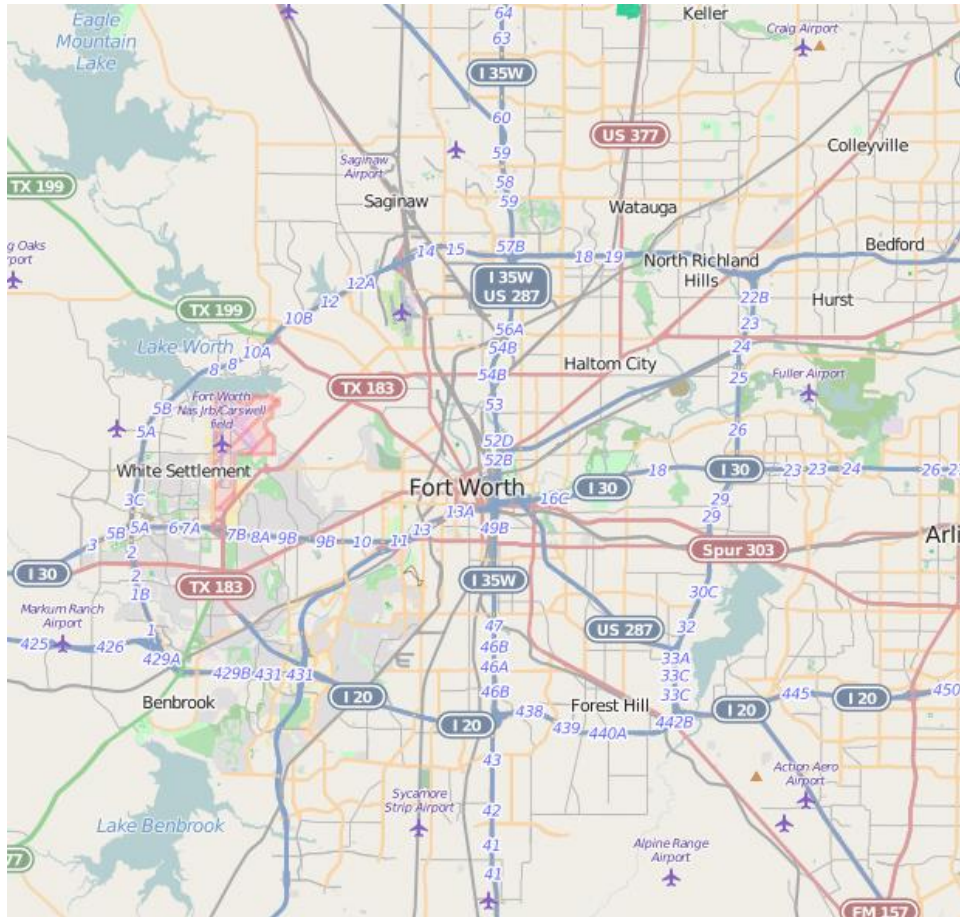 Eagle
Mountain
Lake
64
63
Keller
Craig Airport
I 35W
60
US 377
59
Colleyville
Saginaw
Airport
58
TX 199
59
Saginaw
Watauga
57B
14
15
18
19
Bedford
g Oaks
port
North Richland
Hills
12A
I 35W
US 287
12
22B
Hurst
TX 199
10B
23
56A
Lake Worth
10A
54B
24
8
8
Haltom City
54B
25
Fuller Airport
TX 183
Fort Worth
Nas Jrb/Carswell
field
53
5B
5A
26
52D
White Settlement
52B
18
I 30
23
23
24
26
Fort Worth
I 30
3C
16C
29
13A
29
5B
5A
6
7A
7B
8A
9B
9B
10
11
13
49B
Arli
3
2
Spur 303
I 30
2
TX 183
I 35W
1B
30C
Markum Ranch
Airport
47
US 287
32
1
425
426
46B
429A
46A
33A
429B
431
431
33C
46B
33C
445
450
Benbrook
I 20
Forest Hill
I 20
I 20
438
I 20
439
440A
442B
43
Action Aero
Airport
Sycamore
Strip Airport
42
Lake Benbrook
41
Alpine Range
Airport
77
41
FM 157